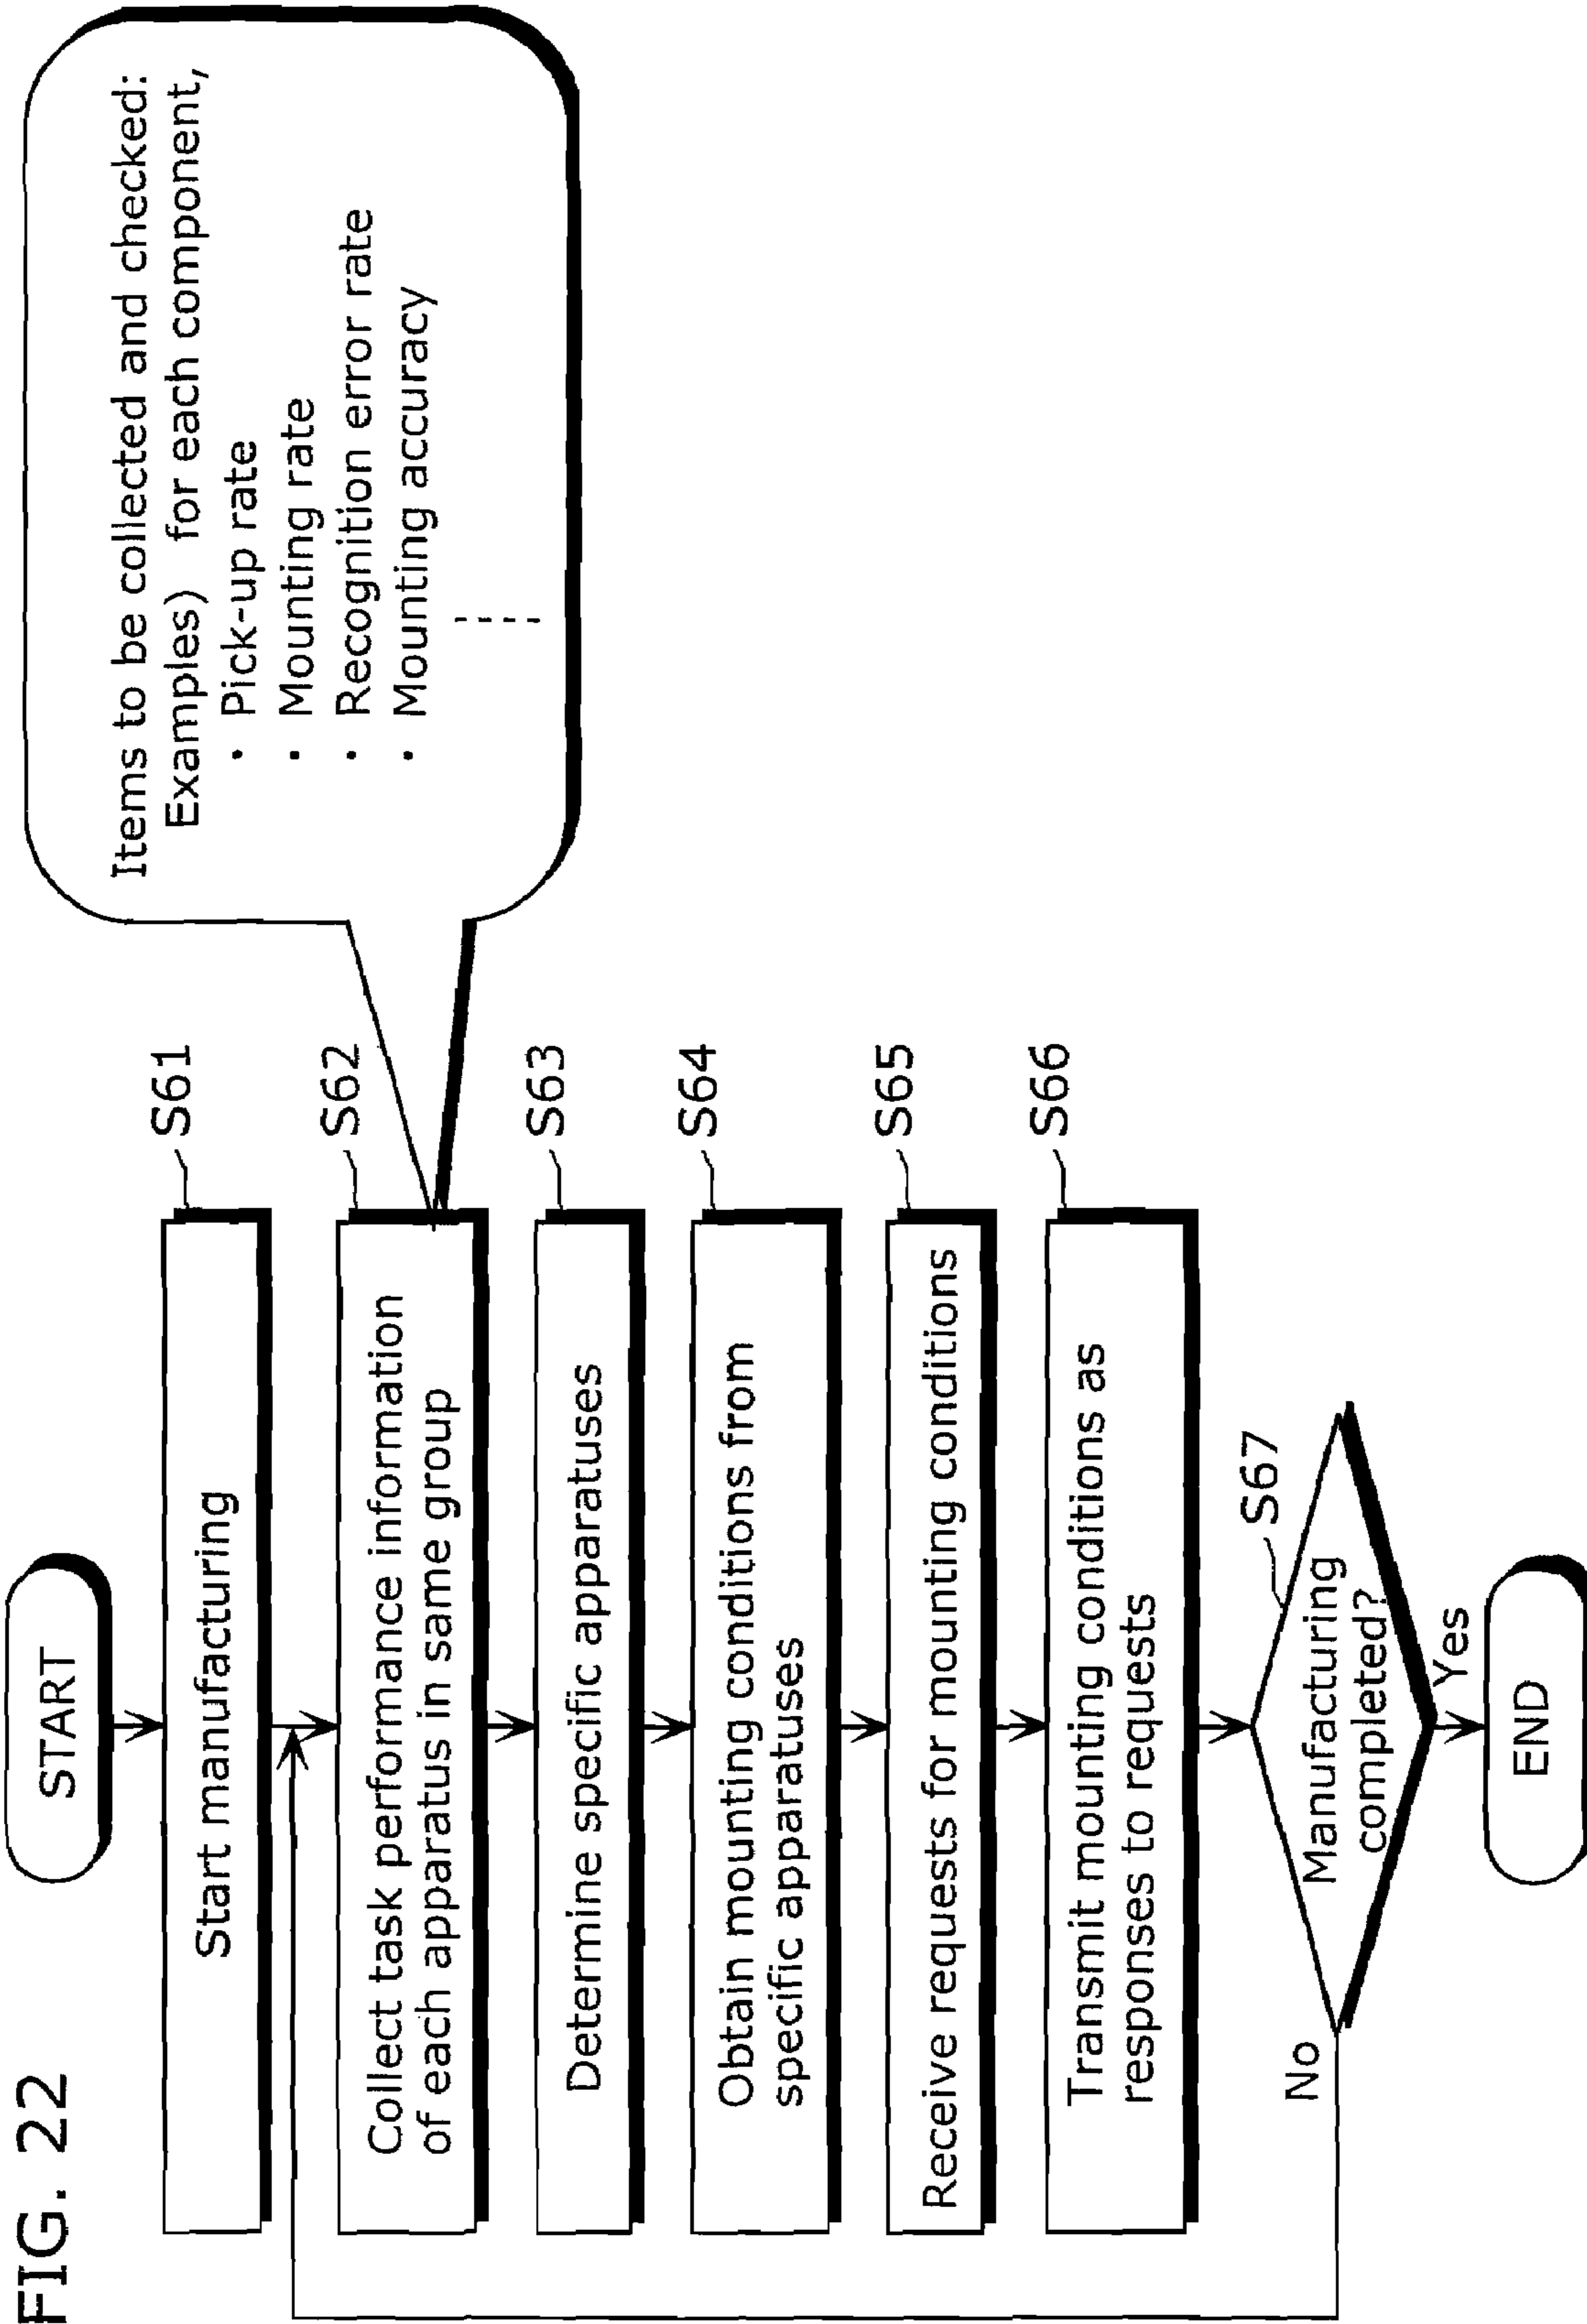 FIG. 22
START
Start manufacturing
S61
Collect task performance information
of each apparatus in same group
S62
Items to be collected and checked:
Examples) for each component,
· Pick-up rate
· Mounting rate
· Recognition error rate
· Mounting accuracy
Determine specific apparatuses
S63
Obtain mounting conditions from
specific apparatuses
S64
Receive requests for mounting conditions
S65
Transmit mounting conditions as
responses to requests
S66
Manufacturing
completed?
S67
No
Yes
END